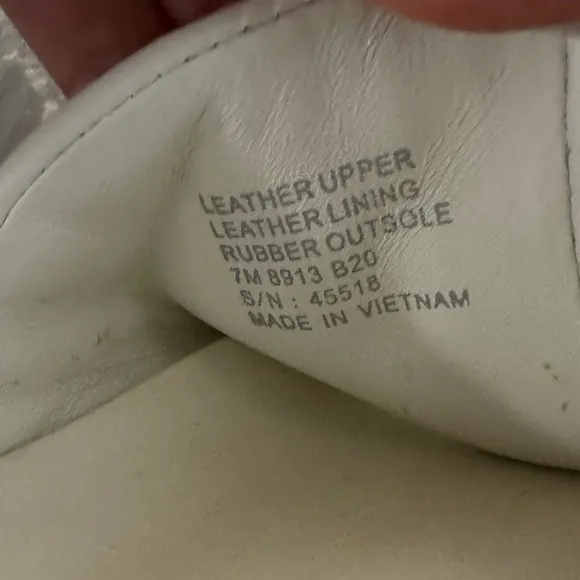 LEATHER UPPER
LEATHER LINING
RUBBER OUTSOLE
7M 8913 B20
S/N : 45518
MADE IN VIETNAM